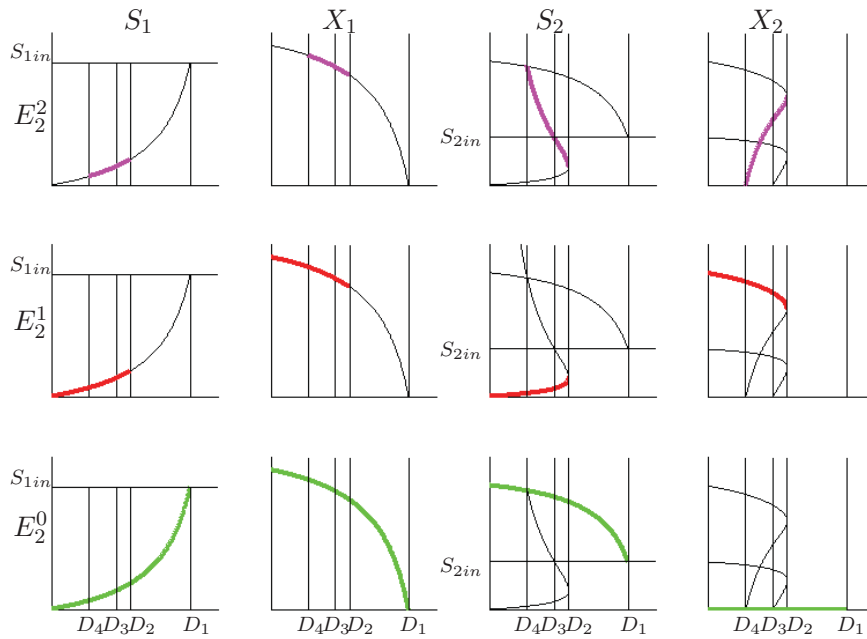 S₁ X₁ S₂ X₂
S₁ᵢₙ
E₂²
S₂ᵢₙ
S₁ᵢₙ
E₂¹
S₂ᵢₙ
S₁ᵢₙ
E₂⁰
S₂ᵢₙ
D₄D₃D₂ D₁ D₄D₃D₂ D₁ D₄D₃D₂ D₁ D₄D₃D₂ D₁